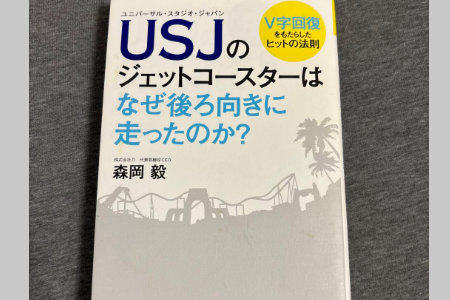 ユニバーサル・スタジオ・ジャパン
USJの
ジェットコースターは
なぜ後ろ向きに
走ったのか?
V字回復
をもたらした
ヒットの法則
森岡 毅